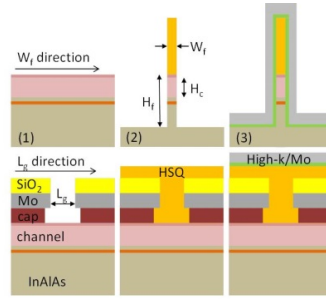 W_f direction
W_f
H_f
H_c
(1)
(2)
(3)
L_g direction
SiO₂
Mo
L_g
cap
channel
InAlAs
HSQ
High-k/Mo